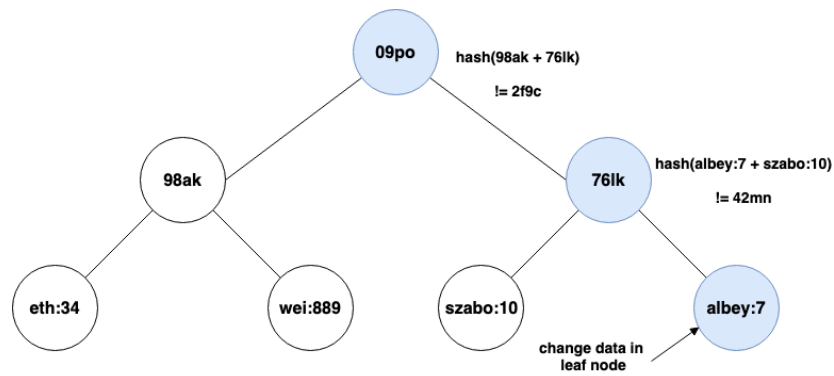 09po
hash(98ak + 76lk)
!= 2f9c
98ak
76lk
hash(albey:7 + szabo:10)
!= 42mn
eth:34
wei:889
szabo:10
albey:7
change data in
leaf node